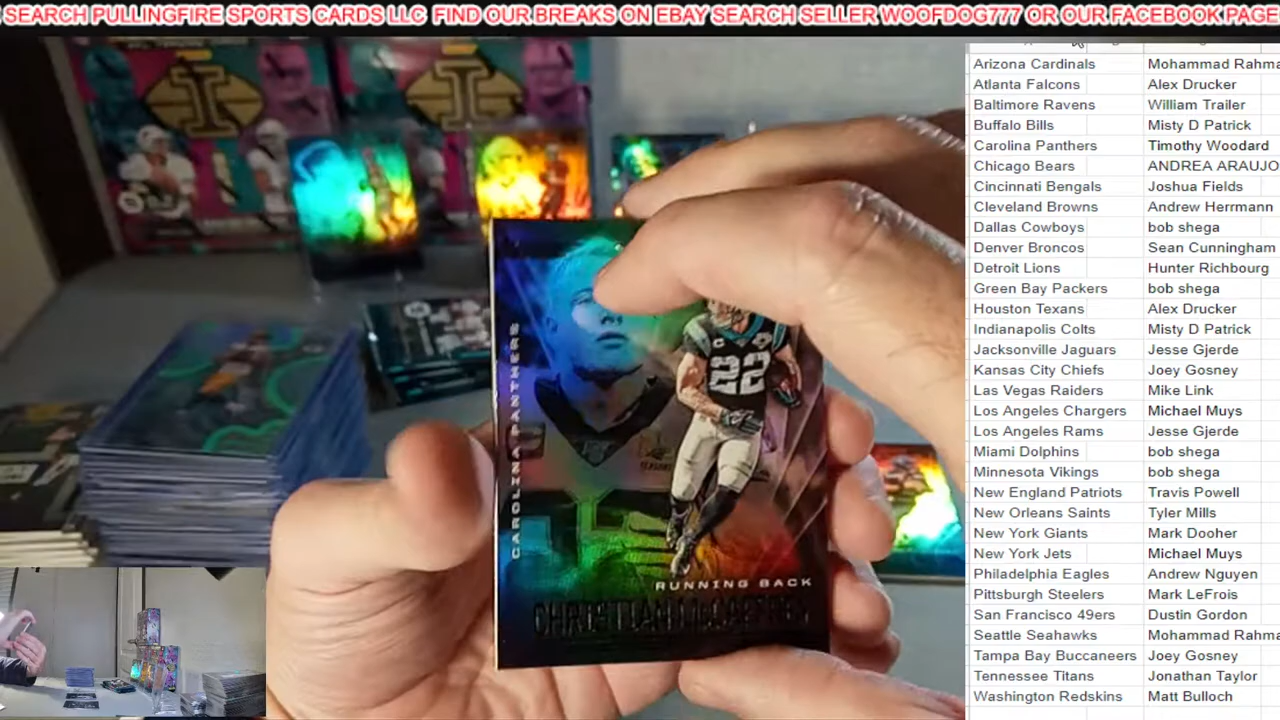 SEARCH PULLINGFIRE SPORTS CARDS LLC FIND OUR BREAKS ON EBAY SEARCH SELLER WOOFDOG777 OR OUR FACEBOOK PAGE
Arizona Cardinals Mohammad Rahma
Atlanta Falcons Alex Drucker
Baltimore Ravens William Trailer
Buffalo Bills Misty D Patrick
Carolina Panthers Timothy Woodard
Chicago Bears ANDREA ARAUJO
Cincinnati Bengals Joshua Fields
Cleveland Browns Andrew Herrmann
Dallas Cowboys bob shega
Denver Broncos Sean Cunningham
Detroit Lions Hunter Richbourg
Green Bay Packers bob shega
Houston Texans Alex Drucker
Indianapolis Colts Misty D Patrick
Jacksonville Jaguars Jesse Gjerde
Kansas City Chiefs Joey Gosney
Las Vegas Raiders Mike Link
Los Angeles Chargers Michael Muys
Los Angeles Rams Jesse Gjerde
Miami Dolphins bob shega
Minnesota Vikings bob shega
New England Patriots Travis Powell
New Orleans Saints Tyler Mills
New York Giants Mark Dooher
New York Jets Michael Muys
Philadelphia Eagles Andrew Nguyen
Pittsburgh Steelers Mark LeFrois
San Francisco 49ers Dustin Gordon
Seattle Seahawks Mohammad Rahma
Tampa Bay Buccaneers Joey Gosney
Tennessee Titans Jonathan Taylor
Washington Redskins Matt Bulloch
CAROLINA PANTHERS
22
RUNNING BACK
CHRISTIAN McCAFFREY